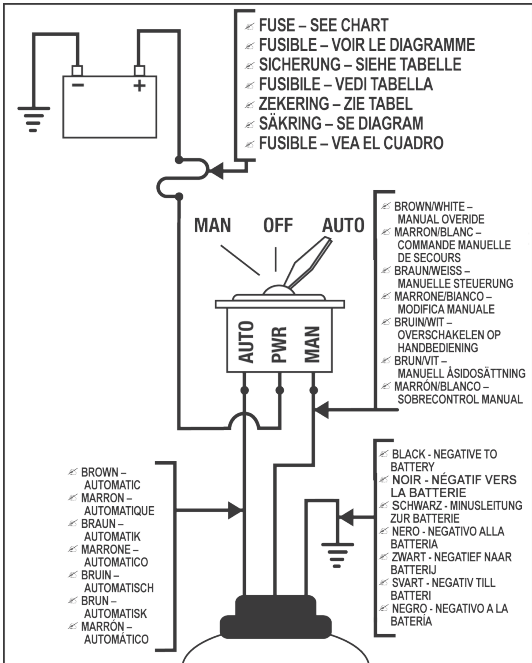 FUSE – SEE CHART
FUSIBLE – VOIR LE DIAGRAMME
SICHERUNG – SIEHE TABELLE
FUSIBILE – VEDI TABELLA
ZEKERING – ZIE TABEL
SÄKRING – SE DIAGRAM
FUSIBLE – VEA EL CUADRO
– +
MAN OFF AUTO
AUTO PWR MAN
BROWN/WHITE –
MANUAL OVERIDE
MARRON/BLANC –
COMMANDE MANUELLE
DE SECOURS
BRAUN/WEISS –
MANUELLE STEUERUNG
MARRONE/BIANCO –
MODIFICA MANUALE
BRUIN/WIT –
OVERSCHAKELEN OP
HANDBEDIENING
BRUN/VIT –
MANUELL ÅSIDOSÄTTNING
MARRÓN/BLANCO –
SOBRECONTROL MANUAL
BROWN –
AUTOMATIC
MARRON –
AUTOMATIQUE
BRAUN –
AUTOMATIK
MARRONE –
AUTOMATICO
BRUIN –
AUTOMATISCH
BRUN –
AUTOMATISK
MARRÓN –
AUTOMÁTICO
BLACK - NEGATIVE TO
BATTERY
NOIR - NÉGATIF VERS
LA BATTERIE
SCHWARZ - MINUSLEITUNG
ZUR BATTERIE
NERO - NEGATIVO ALLA
BATTERIA
ZWART - NEGATIEF NAAR
BATTERIJ
SVART - NEGATIV TILL
BATTERI
NEGRO - NEGATIVO A LA
BATERÍA